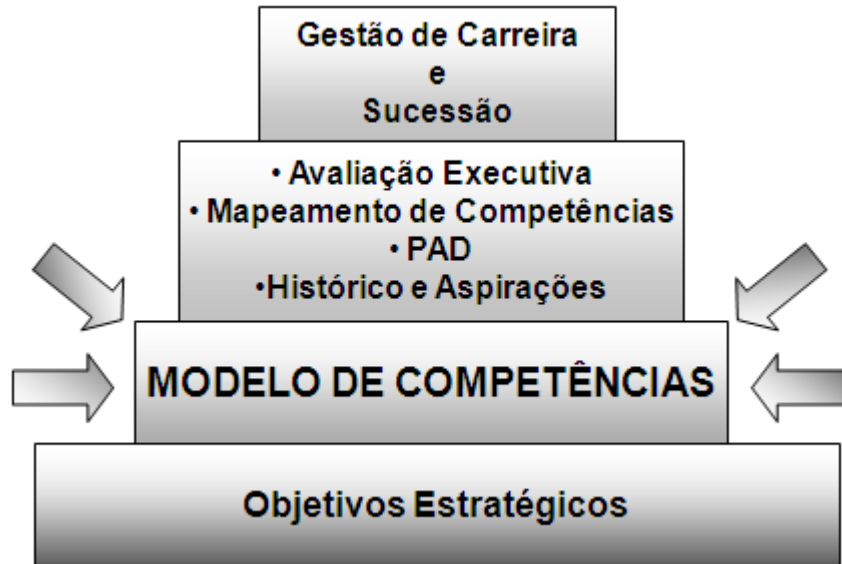 Gestão de Carreira
e
Sucessão
• Avaliação Executiva
• Mapeamento de Competências
• PAD
•Histórico e Aspirações
MODELO DE COMPETÊNCIAS
Objetivos Estratégicos